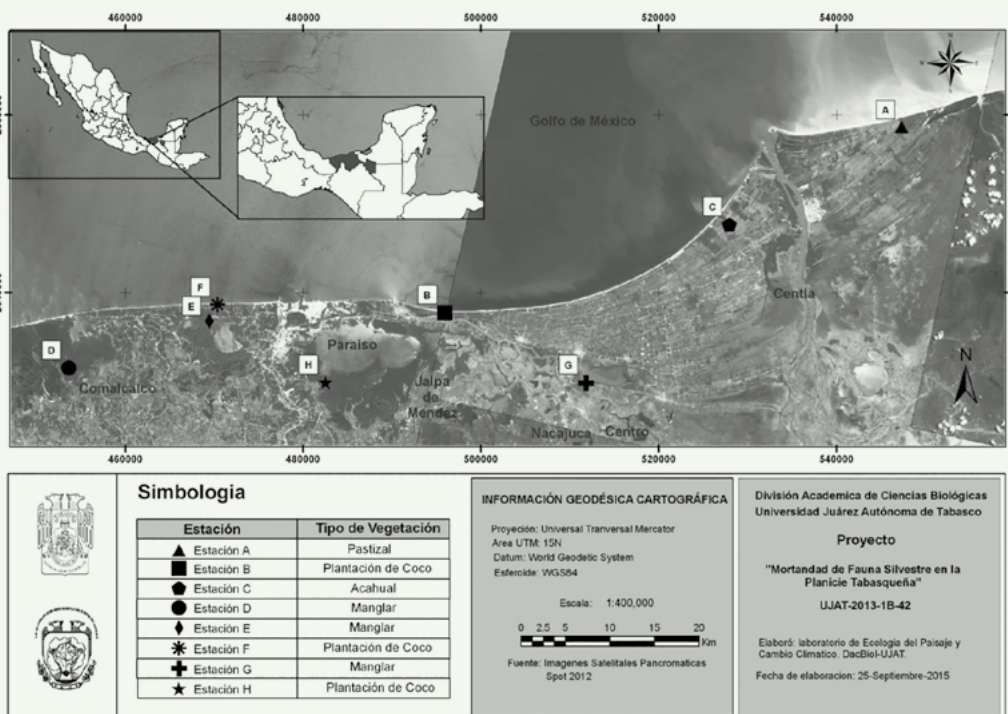 460000 480000 500000 520000 540000
N
A
Golfo de México
C
F
E
B
Centla
D
Paraiso
H
G
N
Comalcalco
Jalpa
de
Méndez
Nacajuca Centro
460000 480000 500000 520000 540000
Simbologia
Estación Tipo de Vegetación
Estación A Pastizal
Estación B Plantación de Coco
Estación C Acahual
Estación D Manglar
Estación E Manglar
Estación F Plantación de Coco
Estación G Manglar
Estación H Plantación de Coco
INFORMACIÓN GEODÉSICA CARTOGRÁFICA
Proyeción: Universal Tranversal Mercator
Area UTM: 15N
Datum: World Geodetic System
Esferoide: WGS84
Escala: 1:400,000
0 2.5 5 10 15 20
Km
Fuente: Imagenes Satelitales Pancromaticas
Spot 2012
División Academica de Ciencias Biológicas
Universidad Juárez Autónoma de Tabasco
Proyecto
"Mortandad de Fauna Silvestre en la
Planicie Tabasqueña"
UJAT-2013-1B-42
Elaboró: laboratorio de Ecologia del Paisaje y
Cambio Climatico. DacBiol-UJAT.
Fecha de elaboracion: 25-Septiembre-2015